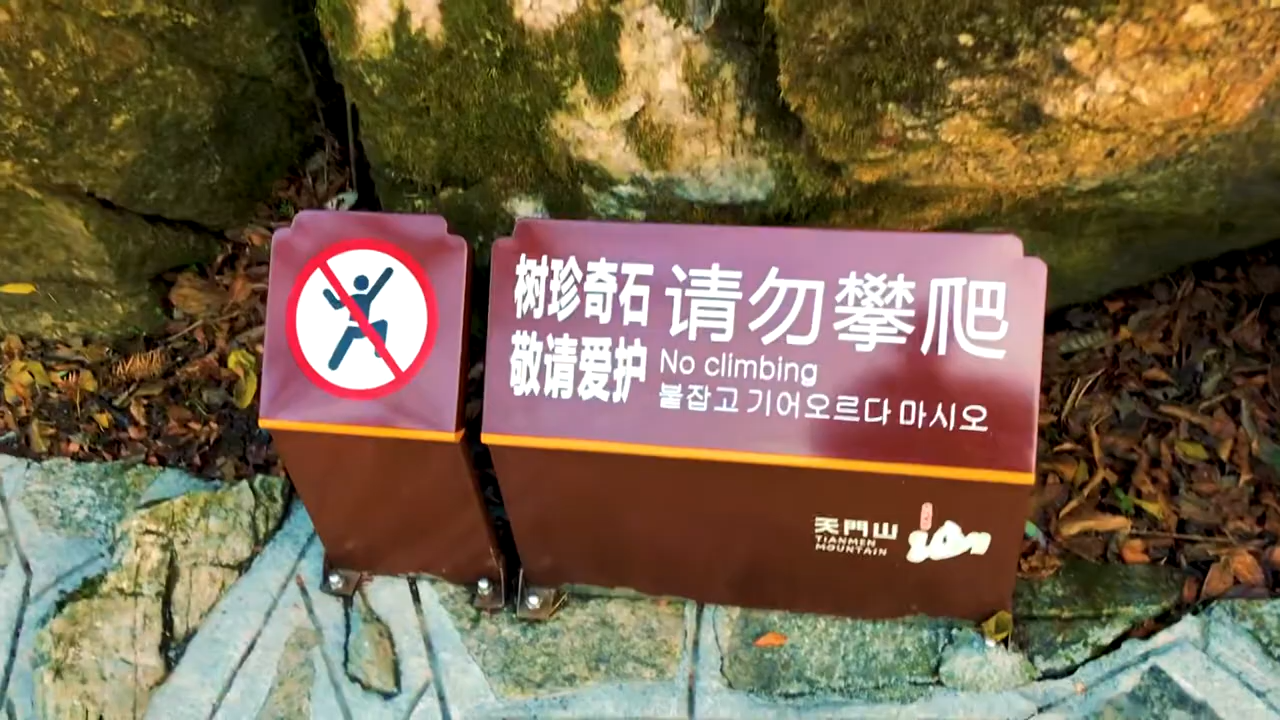 树珍奇石
敬请爱护
请勿攀爬
No climbing
붙잡고 기어오르다 마시오
天門山
TIANMEN
MOUNTAIN